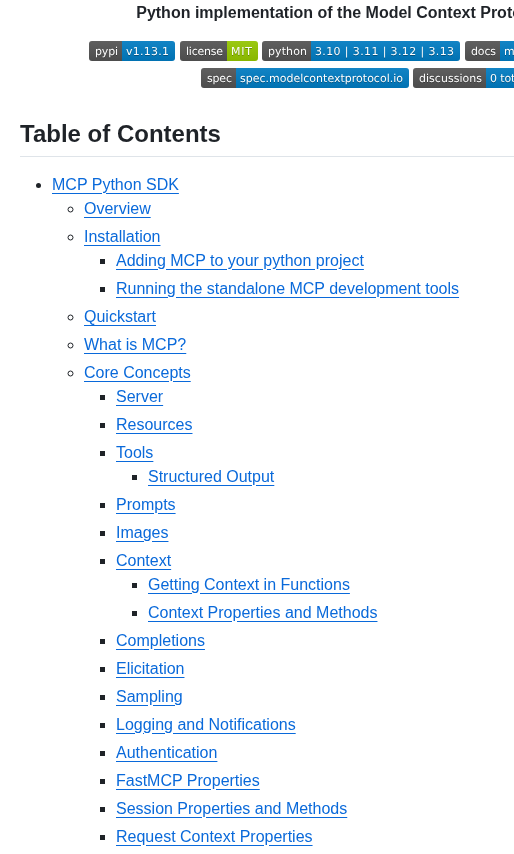 Python implementation of the Model Context
pypi v1.13.1 license MIT python 3.10 | 3.11 | 3.12 | 3.13 docs
spec spec.modelcontextprotocol.io discussions 0
Table of Contents
MCP Python SDK
Overview
Installation
Adding MCP to your python project
Running the standalone MCP development tools
Quickstart
What is MCP?
Core Concepts
Server
Resources
Tools
Structured Output
Prompts
Images
Context
Getting Context in Functions
Context Properties and Methods
Completions
Elicitation
Sampling
Logging and Notifications
Authentication
FastMCP Properties
Session Properties and Methods
Request Context Properties